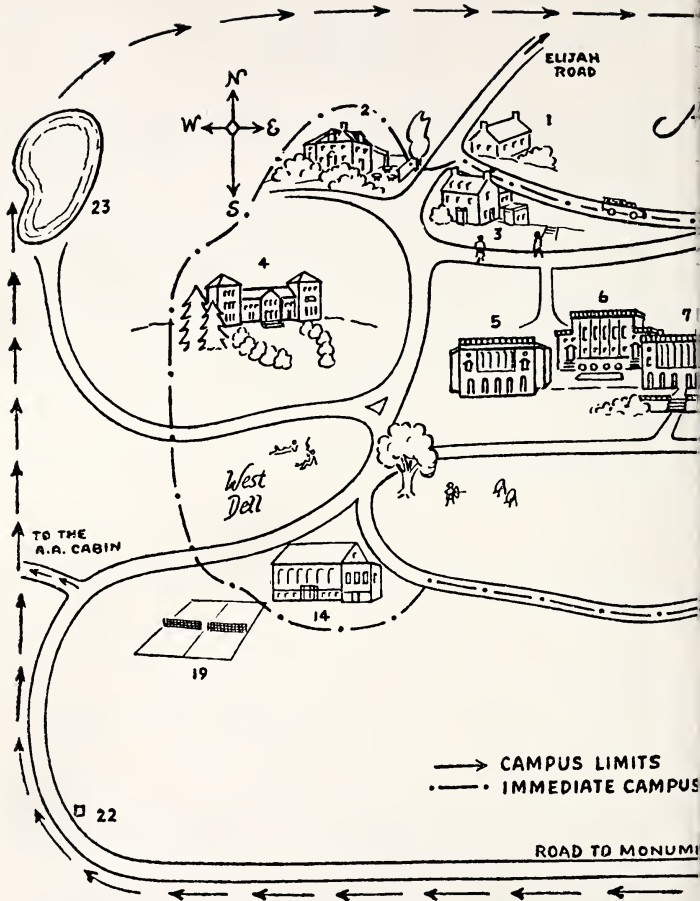 ELIJAH
ROAD
N
W
E
S
2
1
23
3
4
5
6
7
West
Dell
TO THE
A.A. CABIN
14
19
CAMPUS LIMITS
IMMEDIATE CAMPUS
22
ROAD TO MONUM